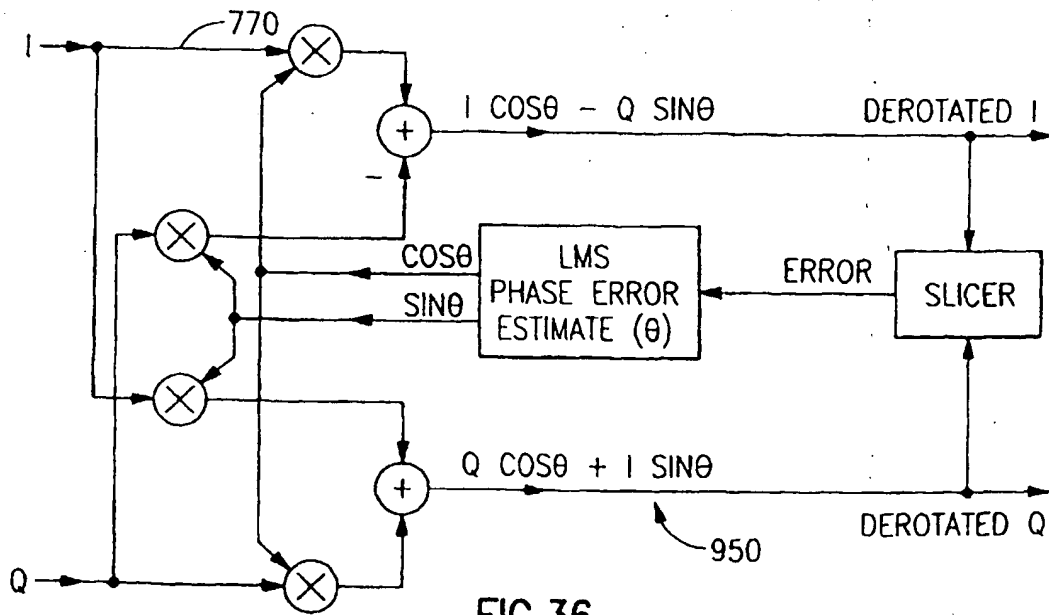 770
I
×
+
I COSθ − Q SINθ
DEROTATED I
−
×
COSθ
SINθ
LMS
PHASE ERROR
ESTIMATE (θ)
ERROR
SLICER
×
+
Q COSθ + I SINθ
DEROTATED Q
950
Q
×
FIG.36